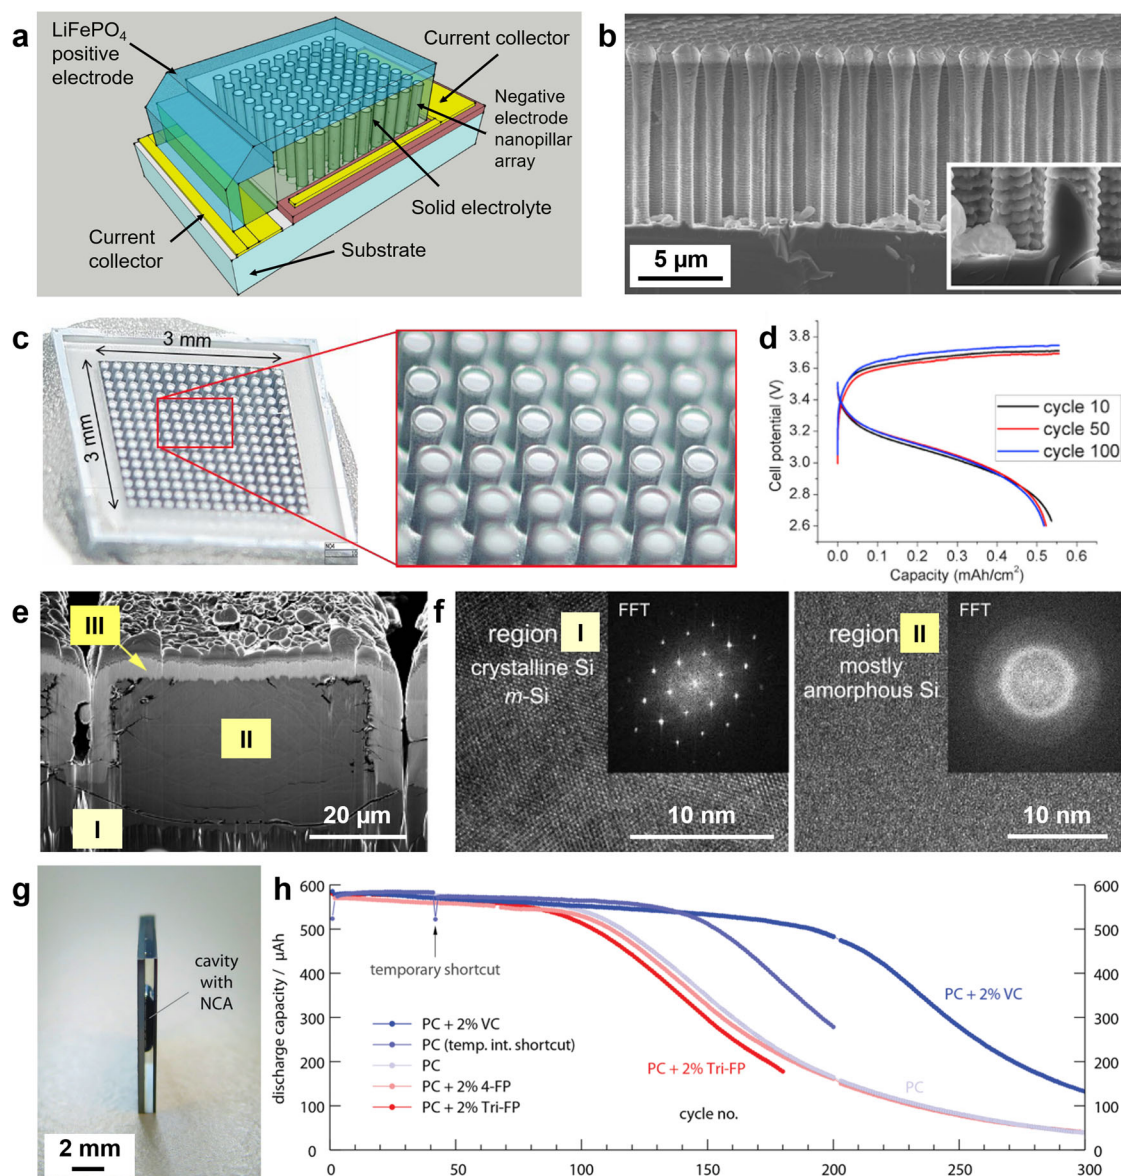 a
LiFePO4
positive
electrode
Current collector
Negative
electrode
nanopillar
array
Solid electrolyte
Current
collector
Substrate
b
5 µm
c
3 mm
3 mm
d
Cell potential (V)
3.8
3.4
3.0
2.6
cycle 10
cycle 50
cycle 100
0.0 0.1 0.2 0.3 0.4 0.5 0.6
Capacity (mAh/cm2)
e
III
II
I
20 µm
f
region I
crystalline Si
m-Si
FFT
10 nm
region II
mostly
amorphous Si
FFT
10 nm
g
cavity
with
NCA
2 mm
h
discharge capacity / µAh
600
500
400
300
200
100
0
temporary shortcut
PC + 2% VC
PC (temp. int. shortcut)
PC
PC + 2% 4-FP
PC + 2% Tri-FP
PC + 2% VC
PC + 2% Tri-FP
PC
cycle no.
600
500
400
300
200
100
0
0 50 100 150 200 250 300